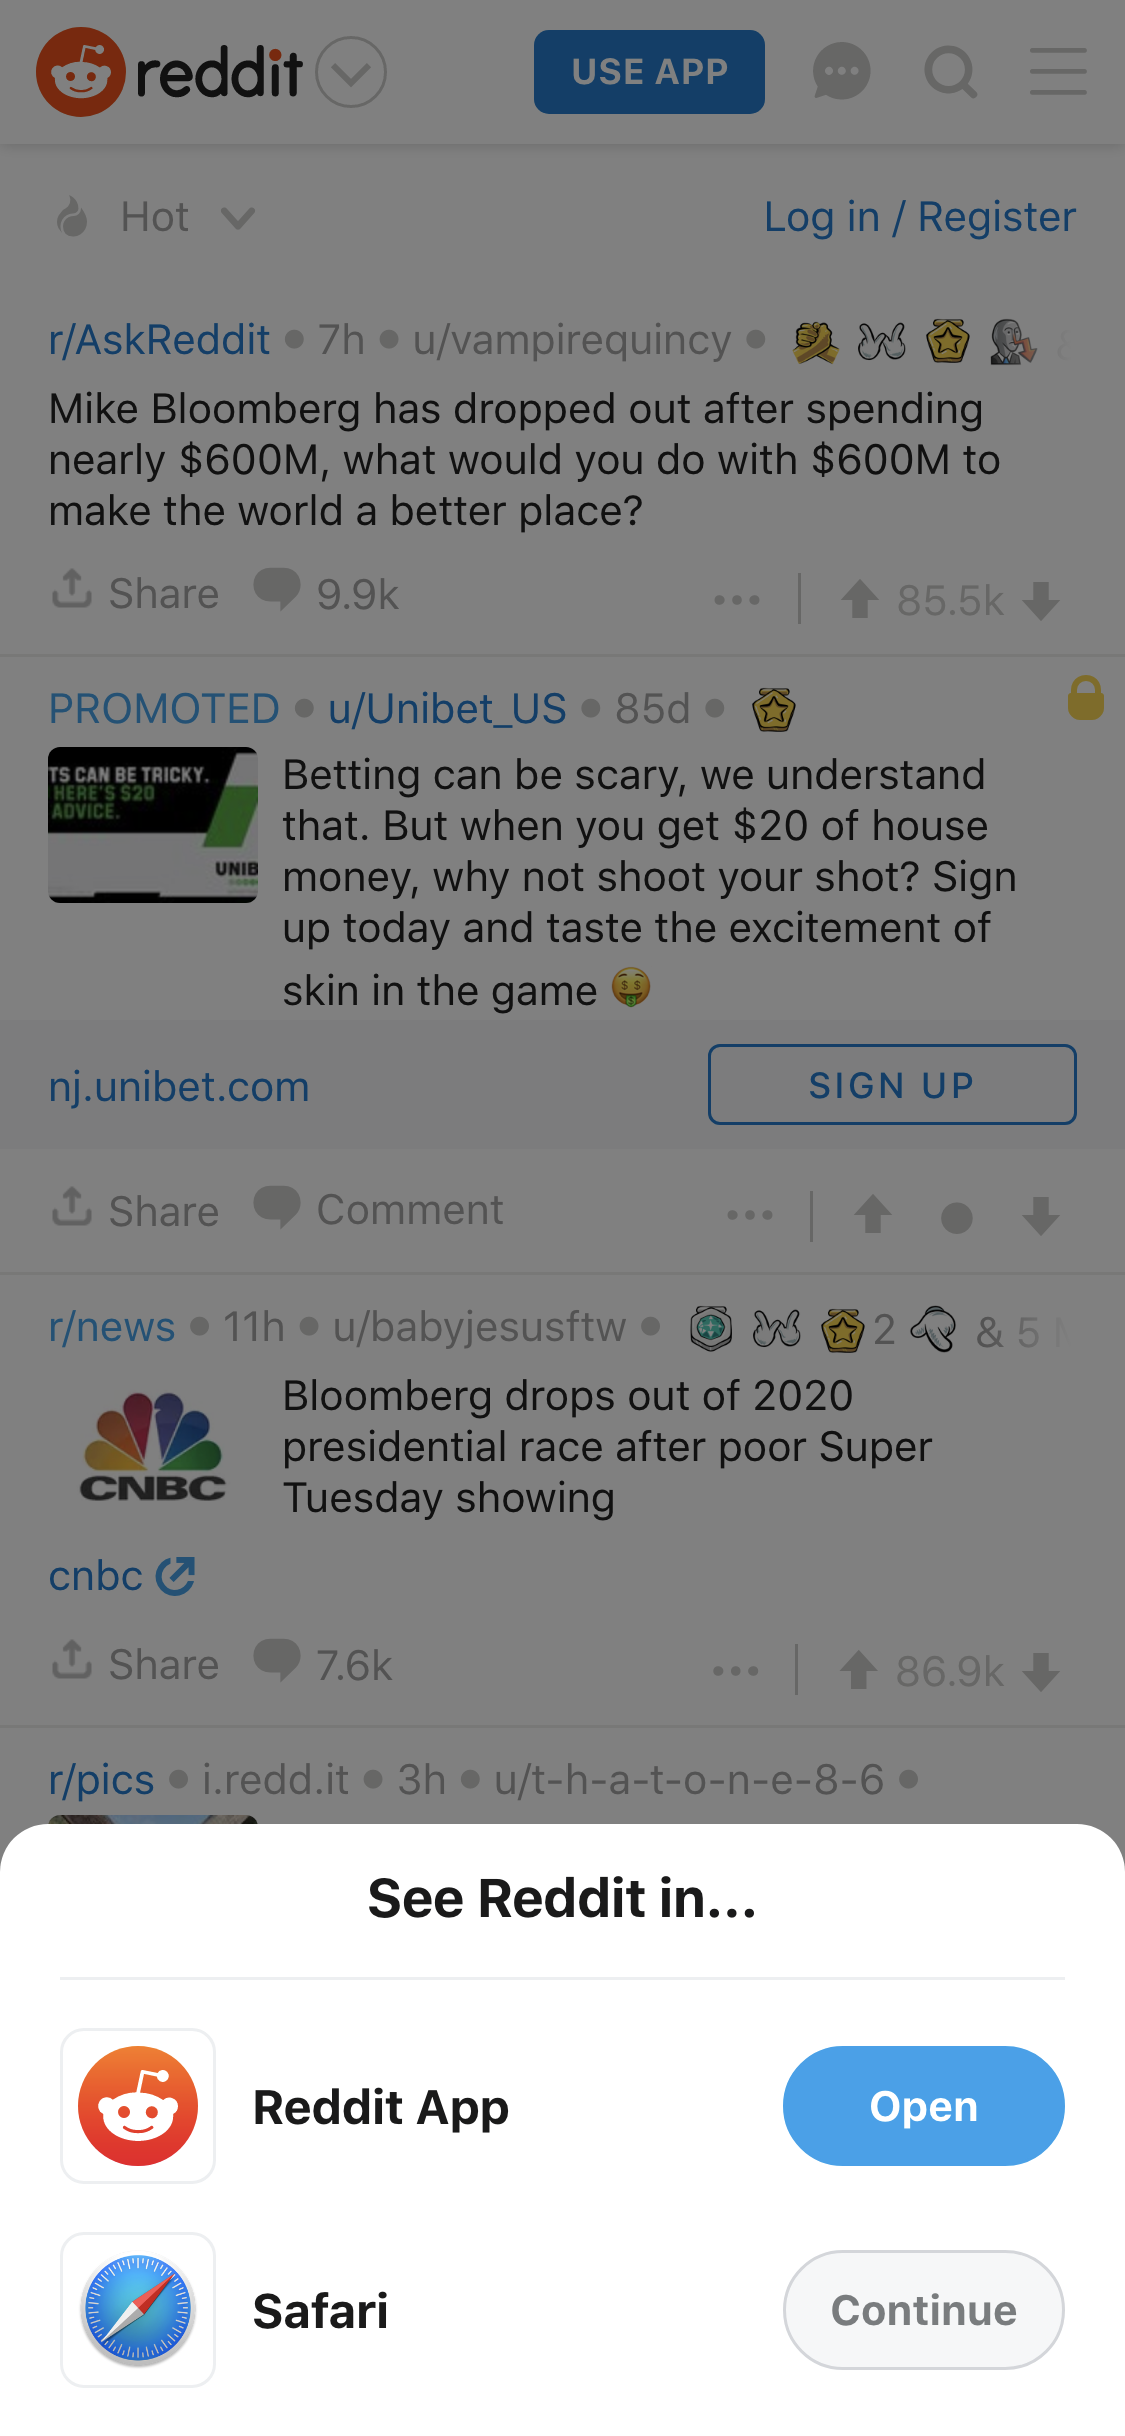 reddit
USE APP
Hot
Log in / Register
r/AskReddit • 7h • u/vampirequincy •
Mike Bloomberg has dropped out after spending
nearly $600M, what would you do with $600M to
make the world a better place?
Share 9.9k ••• 85.5k
PROMOTED • u/Unibet_US • 85d •
TS CAN BE TRICKY.
HERE'S $20
ADVICE.
UNIB
Betting can be scary, we understand
that. But when you get $20 of house
money, why not shoot your shot? Sign
up today and taste the excitement of
skin in the game 🤑
nj.unibet.com
SIGN UP
Share Comment •••
r/news • 11h • u/babyjesusftw • 2 & 5
CNBC
Bloomberg drops out of 2020
presidential race after poor Super
Tuesday showing
cnbc
Share 7.6k ••• 86.9k
r/pics • i.redd.it • 3h • u/t-h-a-t-o-n-e-8-6 •
See Reddit in...
Reddit App
Open
Safari
Continue